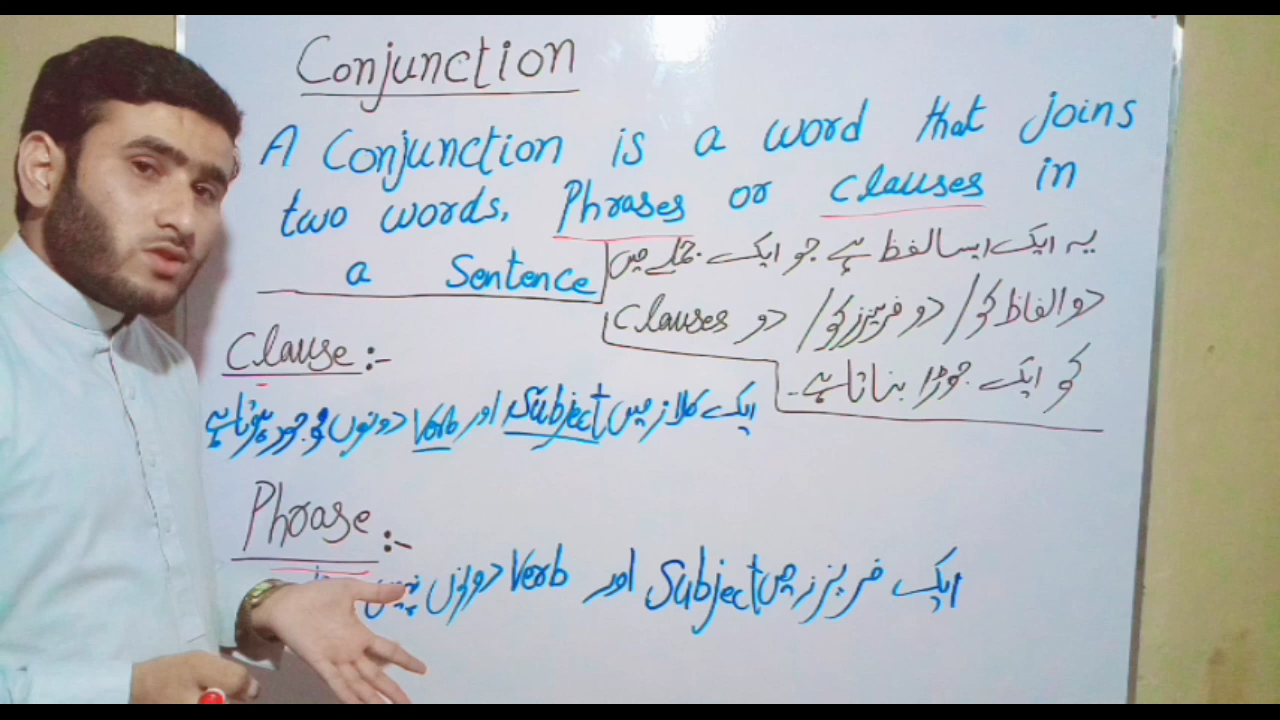 Conjunction
A Conjunction is a word that joins
two words, Phrases or clauses in
a Sentence
یہ ایک ایسا لفظ ہے جو ایک جملے میں
دو الفاظ کو/ دو فریزز کو/ دو Clauses
کو ایک جوڑا بناتا ہے۔
Clause :-
ایک کلاز میں Subject اور Verb دونوں موجود ہوتا ہے
Phrase :-
ایک فریزز میں Subject اور Verb دونوں نہیں